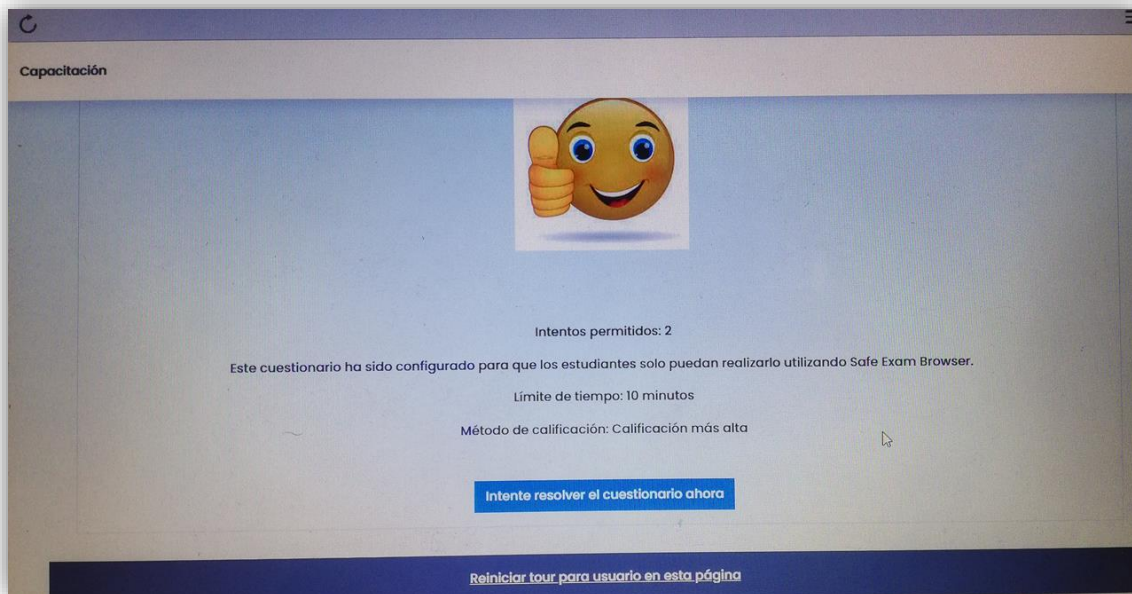 Capacitación
Intentos permitidos: 2
Este cuestionario ha sido configurado para que los estudiantes solo puedan realizarlo utilizando Safe Exam Browser.
Límite de tiempo: 10 minutos
Método de calificación: Calificación más alta
Intente resolver el cuestionario ahora
Reiniciar tour para usuario en esta página